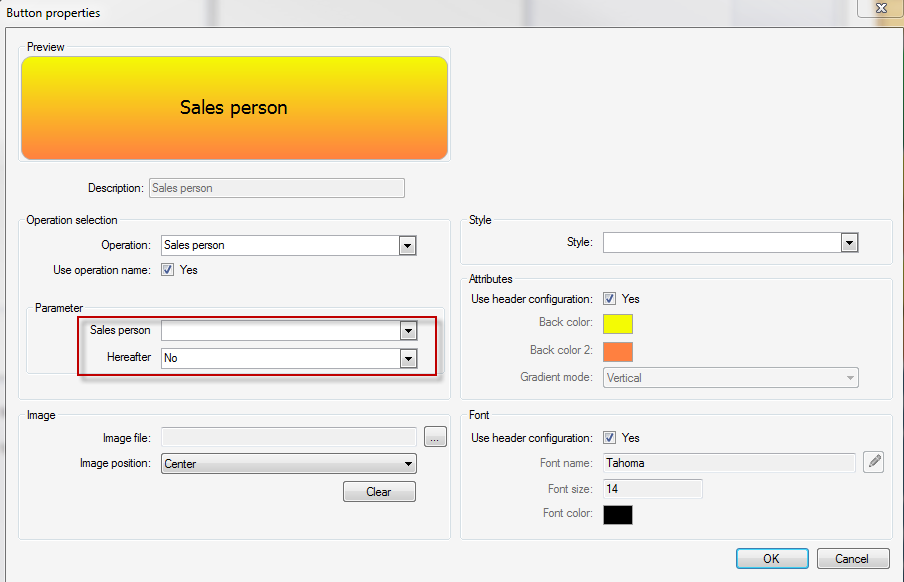 Button properties
Preview
Sales person
Description: Sales person
Operation selection
Operation: Sales person
Use operation name: Yes
Parameter
Sales person
Hereafter No
Image
Image file: ...
Image position: Center
Clear
Style
Style:
Attributes
Use header configuration: Yes
Back color:
Back color 2:
Gradient mode: Vertical
Font
Use header configuration: Yes
Font name: Tahoma
Font size: 14
Font color:
OK Cancel